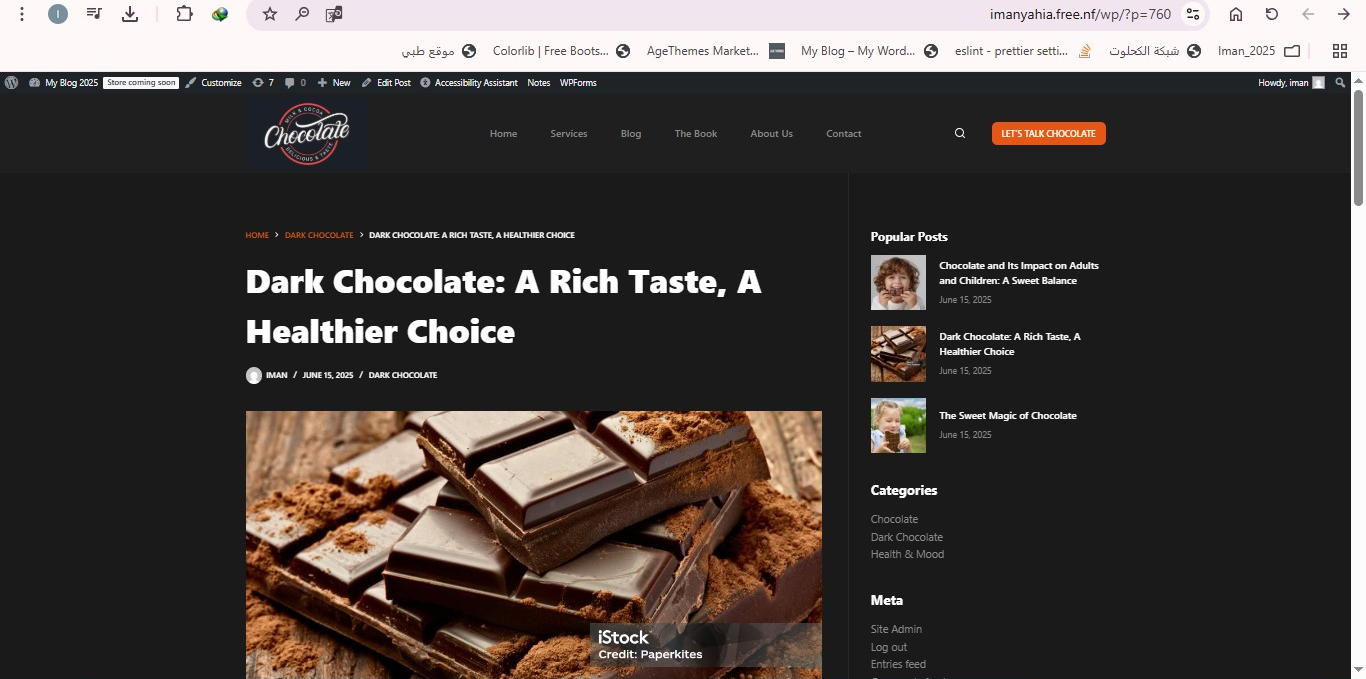 imanyahia.free.nf/wp/?p=760
موقع طبي
Colorlib | Free Boots...
AgeThemes Market...
My Blog – My Word...
eslint - prettier setti...
شبكة الكحلوت
Iman_2025
My Blog 2025 Store coming soon Customize 7 0 New Edit Post Accessibility Assistant Notes WPForms Howdy, iman
MILK & COCOA
Chocolate
DELICIOUS & TASTE
Home Services Blog The Book About Us Contact LET'S TALK CHOCOLATE
HOME > DARK CHOCOLATE > DARK CHOCOLATE: A RICH TASTE, A HEALTHIER CHOICE
Dark Chocolate: A Rich Taste, A
Healthier Choice
IMAN / JUNE 15, 2025 / DARK CHOCOLATE
iStock
Credit: Paperkites
Popular Posts
Chocolate and Its Impact on Adults
and Children: A Sweet Balance
June 15, 2025
Dark Chocolate: A Rich Taste, A
Healthier Choice
June 15, 2025
The Sweet Magic of Chocolate
June 15, 2025
Categories
Chocolate
Dark Chocolate
Health & Mood
Meta
Site Admin
Log out
Entries feed